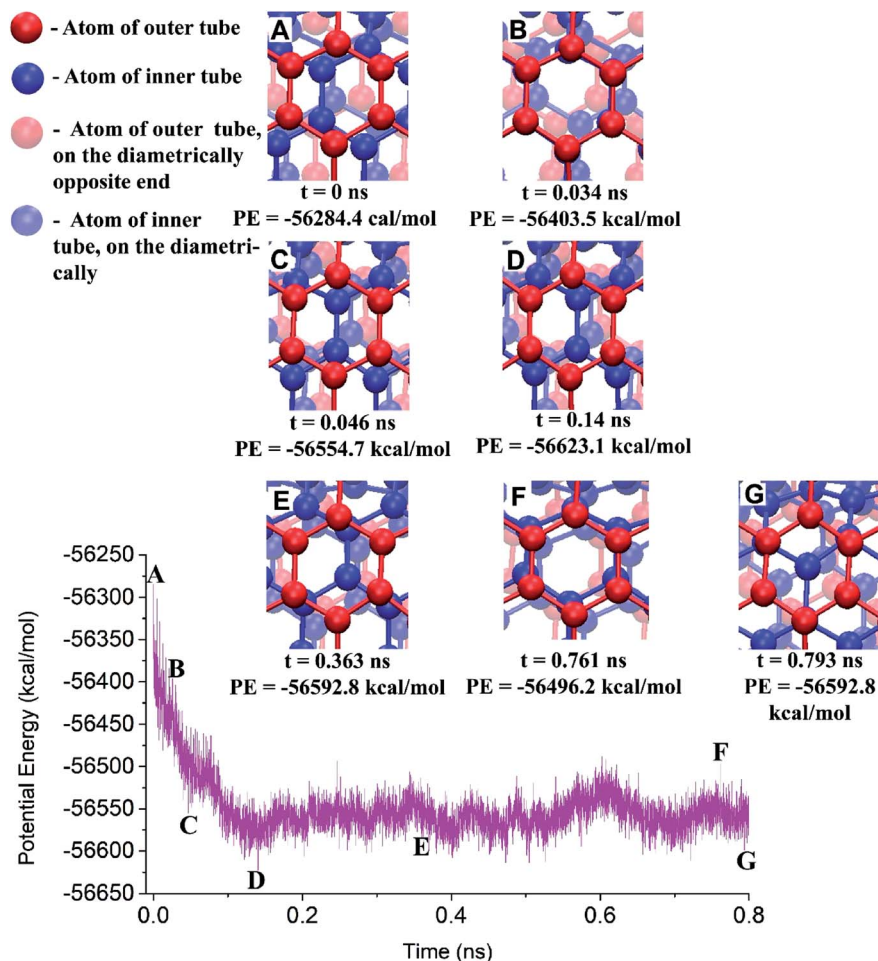 - Atom of outer tube
- Atom of inner tube
- Atom of outer tube,
on the diametrically
opposite end
- Atom of inner
tube, on the diametri-
cally
A
t = 0 ns
PE = -56284.4 cal/mol
B
t = 0.034 ns
PE = -56403.5 kcal/mol
C
t = 0.046 ns
PE = -56554.7 kcal/mol
D
t = 0.14 ns
PE = -56623.1 kcal/mol
E
t = 0.363 ns
PE = -56592.8 kcal/mol
F
t = 0.761 ns
PE = -56496.2 kcal/mol
G
t = 0.793 ns
PE = -56592.8
kcal/mol
Potential Energy (kcal/mol)
-56250
-56300
-56350
-56400
-56450
-56500
-56550
-56600
-56650
A
B
C
D
E
F
G
0.0
0.2
0.4
0.6
0.8
Time (ns)